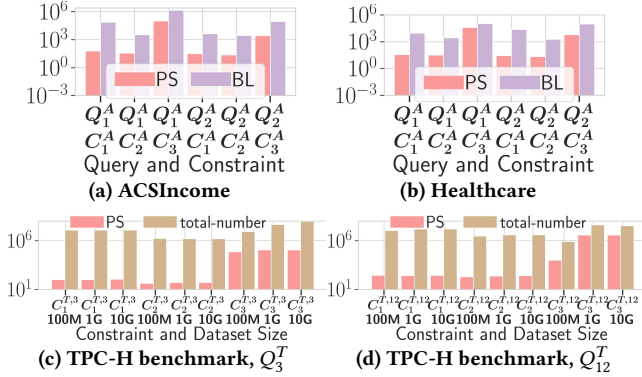 10^6
10^3
10^0
10^{-3}
PS BL
Q_1^A Q_1^A Q_1^A Q_2^A Q_2^A Q_2^A
C_1^A C_2^A C_3^A C_1^A C_2^A C_3^A
Query and Constraint
(a) ACSIncome
10^6
10^3
10^0
10^{-3}
PS BL
Q_1^A Q_1^A Q_1^A Q_2^A Q_2^A Q_2^A
C_1^A C_2^A C_3^A C_1^A C_2^A C_3^A
Query and Constraint
(b) Healthcare
PS total-number
10^6
10^1
C_1^{T,3} C_1^{T,3} C_1^{T,3} C_2^{T,3} C_2^{T,3} C_2^{T,3} C_3^{T,3} C_3^{T,3} C_3^{T,3}
100M 1G 10G 100M 1G 10G 100M 1G 10G
Constraint and Dataset Size
(c) TPC-H benchmark, Q_3^T
PS total-number
10^6
10^1
C_1^{T,12} C_1^{T,12} C_1^{T,12} C_2^{T,12} C_2^{T,12} C_2^{T,12} C_3^{T,12} C_3^{T,12} C_3^{T,12}
100M 1G 10G 100M 1G 10G 100M 1G 10G
Constraint and Dataset Size
(d) TPC-H benchmark, Q_{12}^T